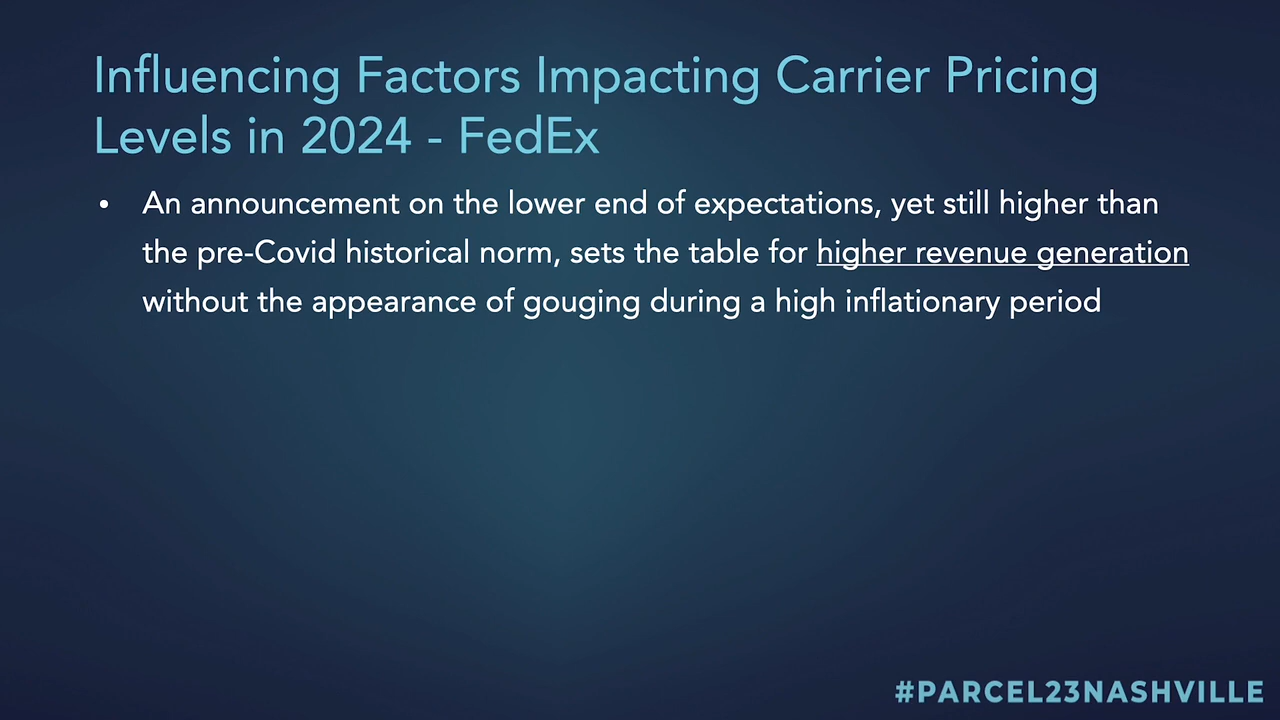 Influencing Factors Impacting Carrier Pricing
Levels in 2024 - FedEx
• An announcement on the lower end of expectations, yet still higher than
the pre-Covid historical norm, sets the table for higher revenue generation
without the appearance of gouging during a high inflationary period
#PARCEL23NASHVILLE